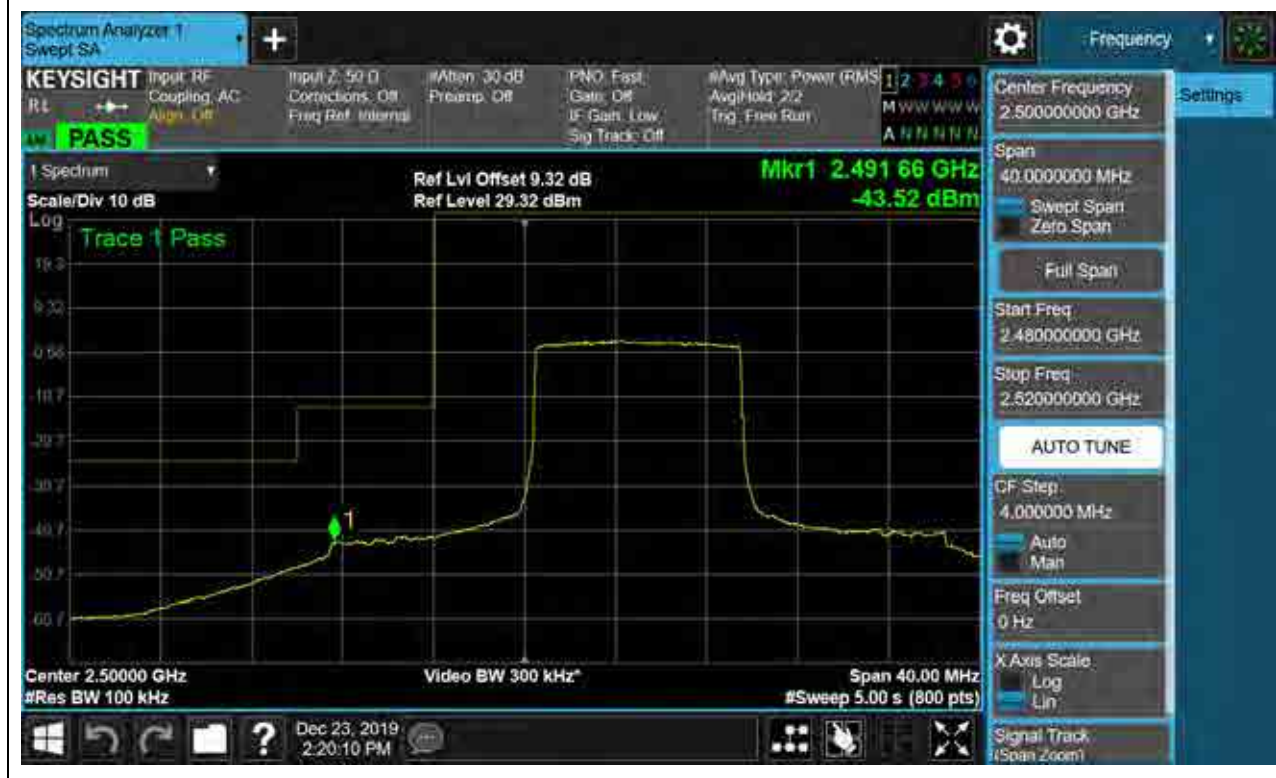 Spectrum Analyzer 1
Swept SA
Frequency
KEYSIGHT
Input: RF
Coupling: AC
Align: Off
Input Z: 50 Ω
Corrections: Off
Freq Ref: Internal
#Atten: 30 dB
Preamp: Off
PNO: Fast
Gate: Off
IF Gain: Low
Sig Track: Off
#Avg Type: Power (RMS
Avg|Hold: 2/2
Trig: Free Run
1 2 3 4 5 6
M W W W W W
A N N N N N
PASS
1 Spectrum
Scale/Div 10 dB
Ref Lvl Offset 9.32 dB
Ref Level 29.32 dBm
Mkr1 2.491 66 GHz
-43.52 dBm
Log
Trace 1 Pass
19.3
9.32
-0.68
-10.7
-20.7
-30.7
-40.7
-50.7
-60.7
1
Center 2.50000 GHz
#Res BW 100 kHz
Video BW 300 kHz*
Span 40.00 MHz
#Sweep 5.00 s (800 pts)
Dec 23, 2019
2:20:10 PM
Center Frequency
2.500000000 GHz
Settings
Span
40.0000000 MHz
Swept Span
Zero Span
Full Span
Start Freq
2.480000000 GHz
Stop Freq
2.520000000 GHz
AUTO TUNE
CF Step
4.000000 MHz
Auto
Man
Freq Offset
0 Hz
X Axis Scale
Log
Lin
Signal Track
(Span Zoom)